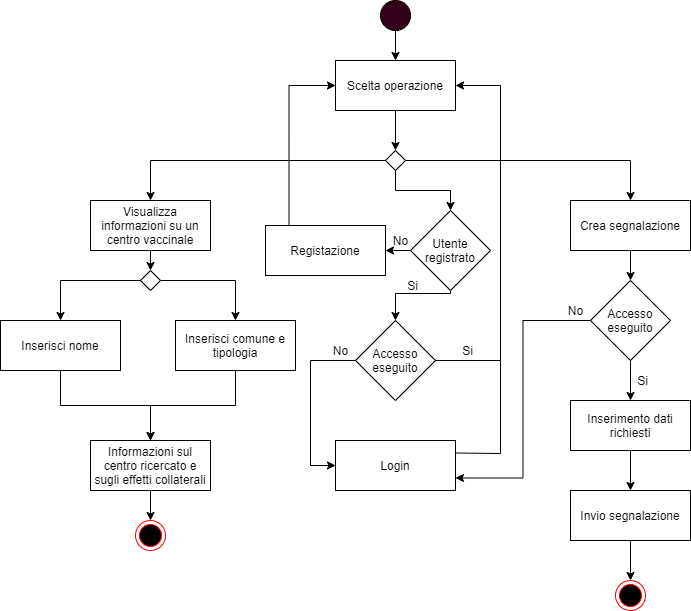 Scelta operazione
Visualizza
informazioni su un
centro vaccinale
Registazione
No
Utente
registrato
Crea segnalazione
Si
Inserisci nome
Inserisci comune e
tipologia
No
Accesso
eseguito
Si
No
Accesso
eseguito
Si
Informazioni sul
centro ricercato e
sugli effetti collaterali
Login
Inserimento dati
richiesti
Invio segnalazione